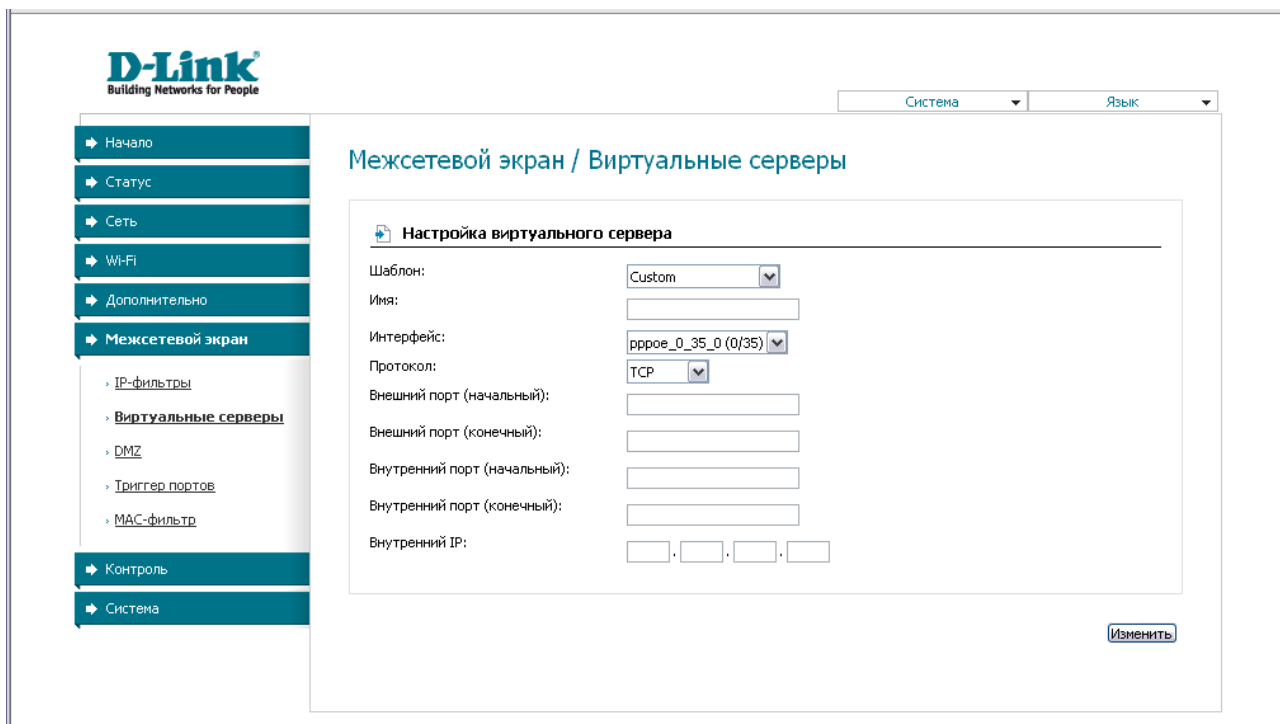 D-Link
Building Networks for People
Система
Язык
Начало
Статус
Сеть
Wi-Fi
Дополнительно
Межсетевой экран
IP-фильтры
Виртуальные серверы
DMZ
Триггер портов
MAC-фильтр
Контроль
Система
Межсетевой экран / Виртуальные серверы
Настройка виртуального сервера
Шаблон: Custom
Имя:
Интерфейс: pppoe_0_35_0 (0/35)
Протокол: TCP
Внешний порт (начальный):
Внешний порт (конечный):
Внутренний порт (начальный):
Внутренний порт (конечный):
Внутренний IP: . . .
Изменить